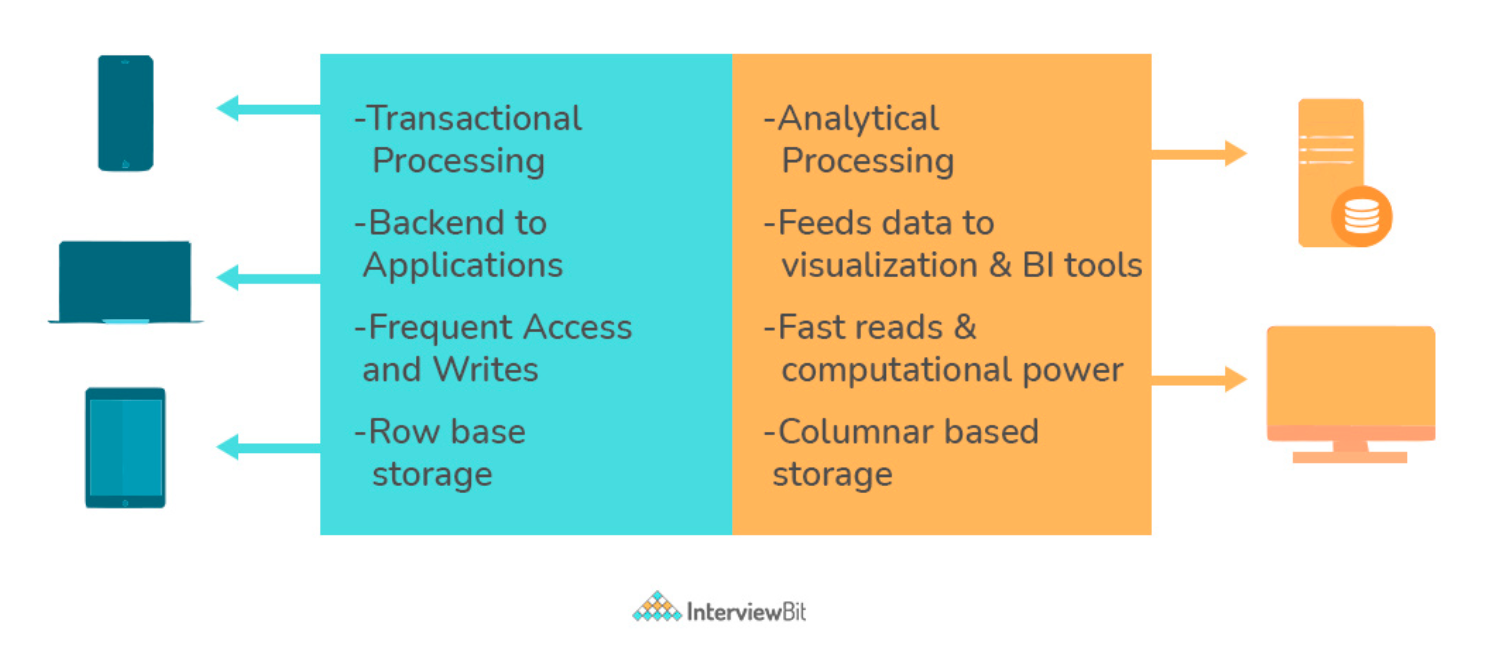 -Transactional
Processing
-Backend to
Applications
-Frequent Access
and Writes
-Row base
storage
-Analytical
Processing
-Feeds data to
visualization & BI tools
-Fast reads &
computational power
-Columnar based
storage
InterviewBit